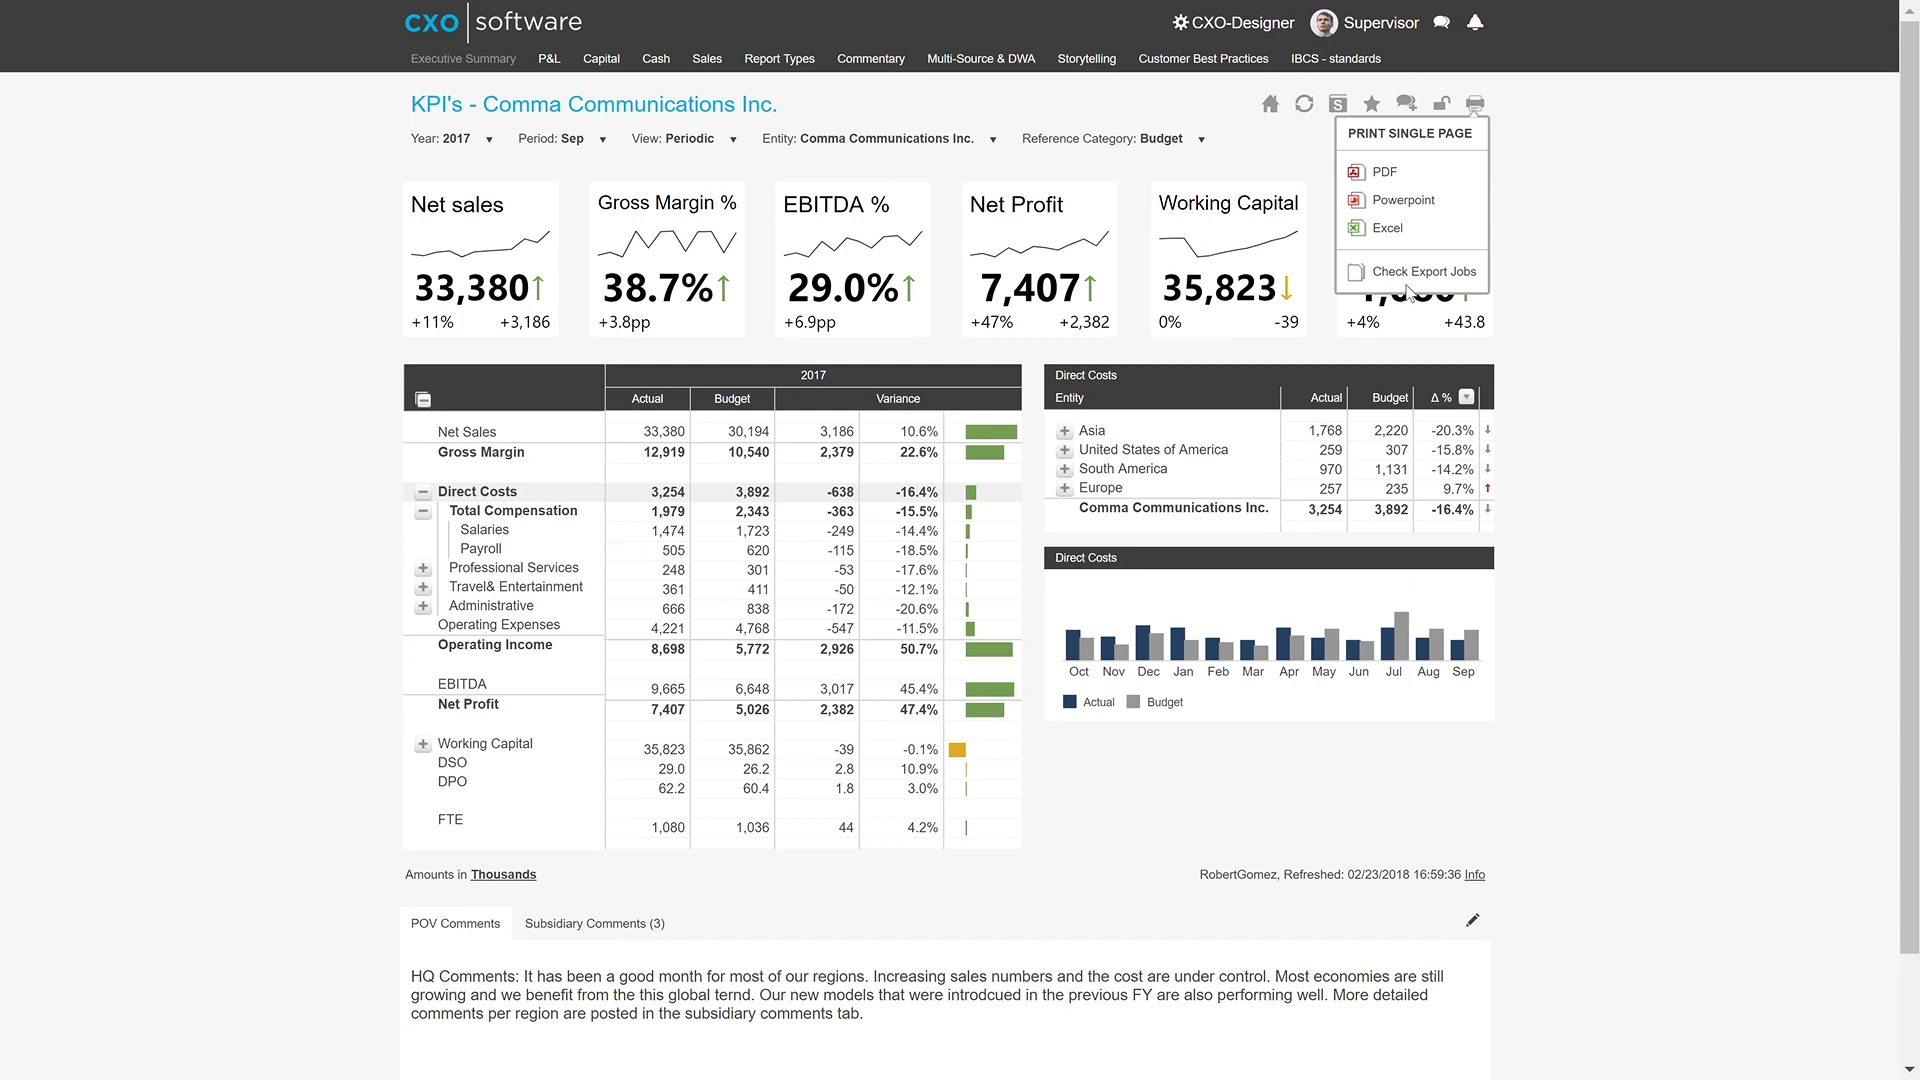 CXO software
CXO-Designer Supervisor
Executive Summary P&L Capital Cash Sales Report Types Commentary Multi-Source & DWA Storytelling Customer Best Practices IBCS - standards
KPI's - Comma Communications Inc.
Year: 2017 Period: Sep View: Periodic Entity: Comma Communications Inc. Reference Category: Budget
PRINT SINGLE PAGE
PDF
Powerpoint
Excel
Check Export Jobs
Net sales
33,380
+11% +3,186
Gross Margin %
38.7%
+3.8pp
EBITDA %
29.0%
+6.9pp
Net Profit
7,407
+47% +2,382
Working Capital
35,823
0% -39
+4% +43.8
2017
Actual Budget Variance
Net Sales 33,380 30,194 3,186 10.6%
Gross Margin 12,919 10,540 2,379 22.6%
Direct Costs 3,254 3,892 -638 -16.4%
Total Compensation 1,979 2,343 -363 -15.5%
Salaries 1,474 1,723 -249 -14.4%
Payroll 505 620 -115 -18.5%
Professional Services 248 301 -53 -17.6%
Travel& Entertainment 361 411 -50 -12.1%
Administrative 666 838 -172 -20.6%
Operating Expenses 4,221 4,768 -547 -11.5%
Operating Income 8,698 5,772 2,926 50.7%
EBITDA 9,665 6,648 3,017 45.4%
Net Profit 7,407 5,026 2,382 47.4%
Working Capital 35,823 35,862 -39 -0.1%
DSO 29.0 26.2 2.8 10.9%
DPO 62.2 60.4 1.8 3.0%
FTE 1,080 1,036 44 4.2%
Direct Costs
Entity Actual Budget Δ %
Asia 1,768 2,220 -20.3%
United States of America 259 307 -15.8%
South America 970 1,131 -14.2%
Europe 257 235 9.7%
Comma Communications Inc. 3,254 3,892 -16.4%
Direct Costs
Oct Nov Dec Jan Feb Mar Apr May Jun Jul Aug Sep
Actual Budget
Amounts in Thousands
RobertGomez, Refreshed: 02/23/2018 16:59:36 Info
POV Comments Subsidiary Comments (3)
HQ Comments: It has been a good month for most of our regions. Increasing sales numbers and the cost are under control. Most economies are still
growing and we benefit from the this global ternd. Our new models that were introdcued in the previous FY are also performing well. More detailed
comments per region are posted in the subsidiary comments tab.